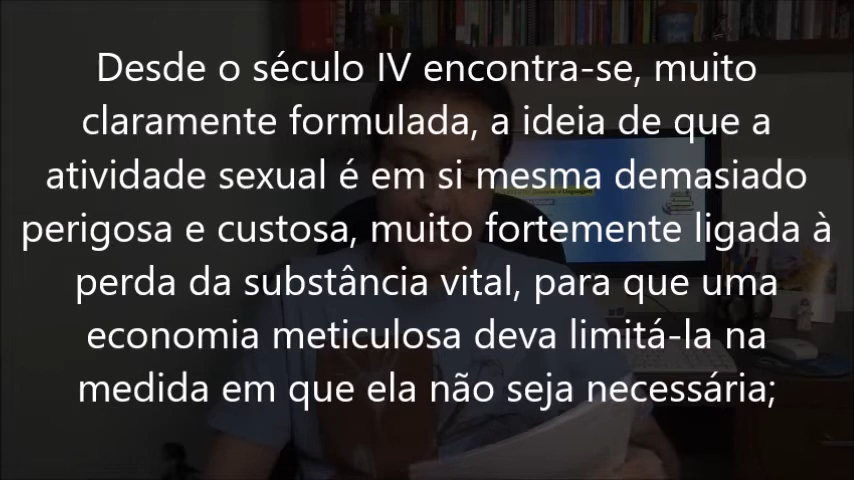 Desde o século IV encontra-se, muito
claramente formulada, a ideia de que a
atividade sexual é em si mesma demasiado
perigosa e custosa, muito fortemente ligada à
perda da substância vital, para que uma
economia meticulosa deva limitá-la na
medida em que ela não seja necessária;